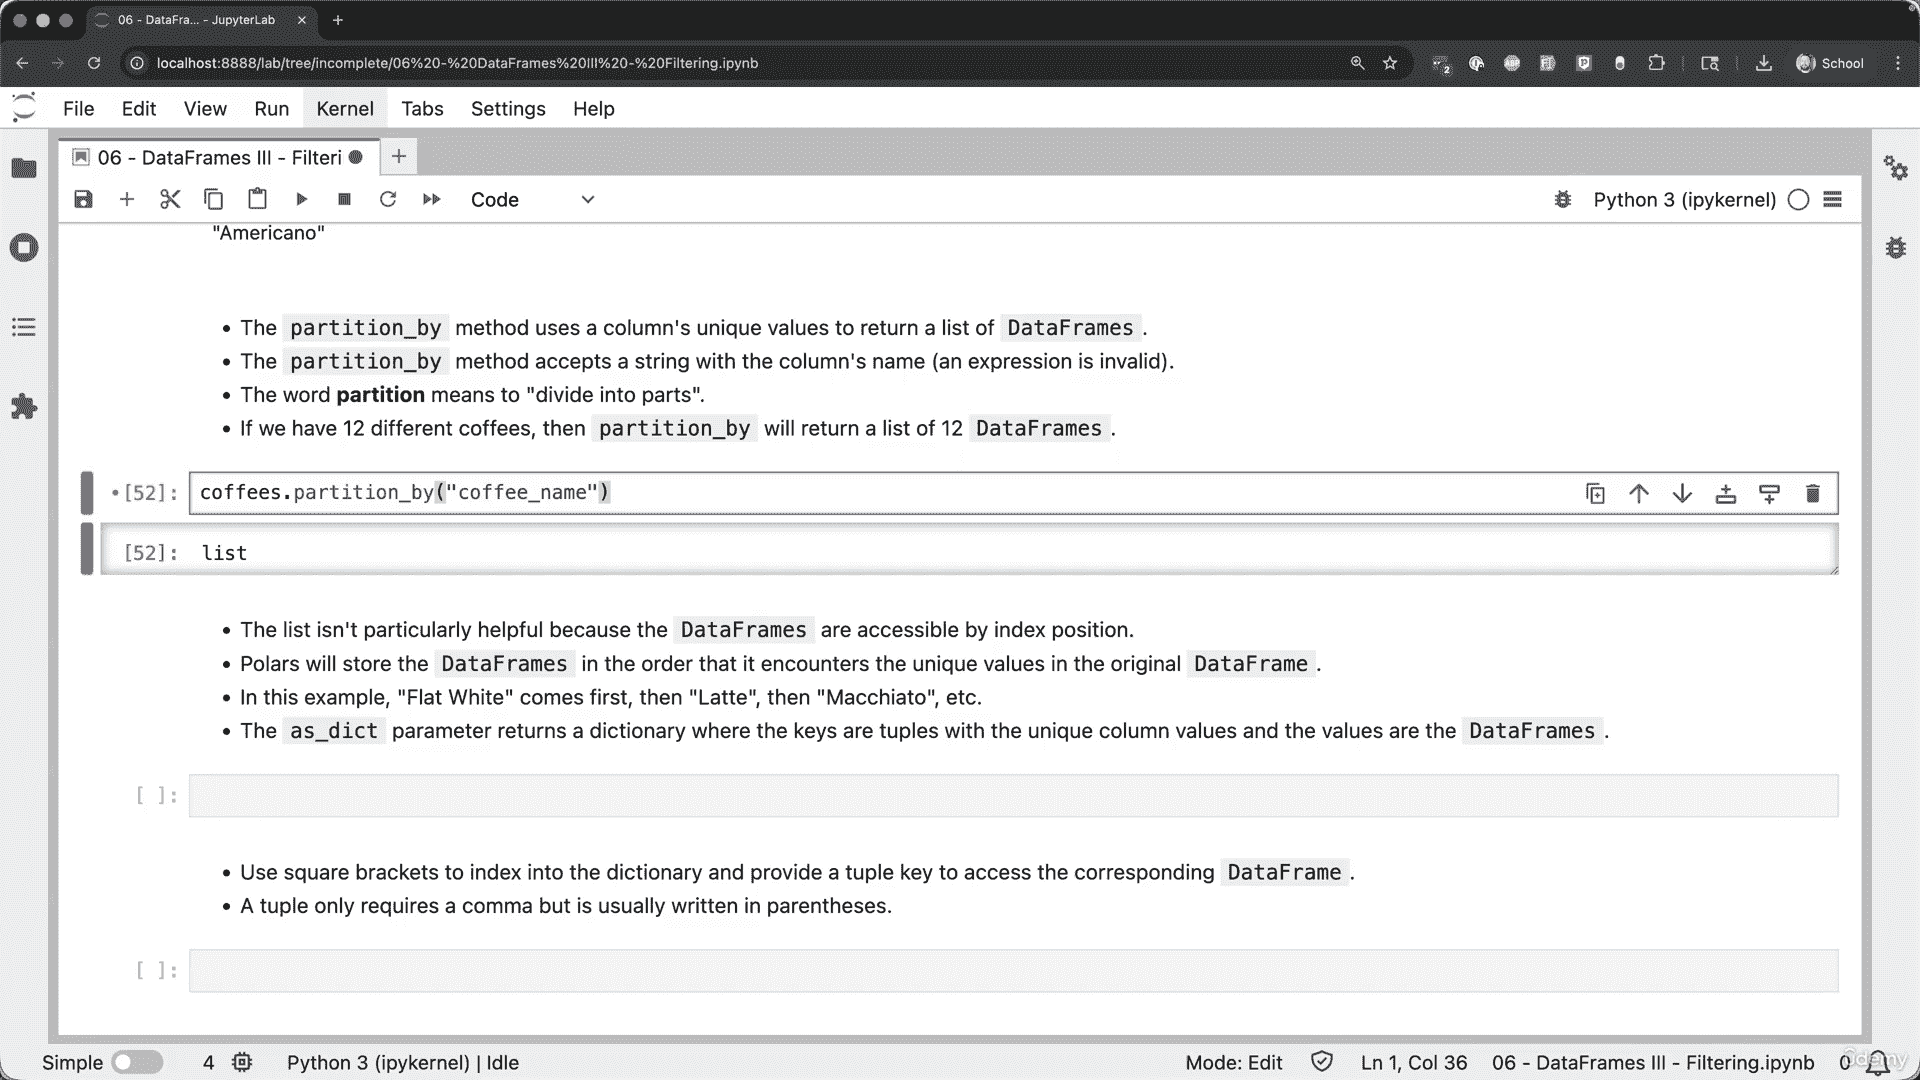 06 - DataFra... - JupyterLab
localhost:8888/lab/tree/incomplete/06%20-%20DataFrames%20III%20-%20Filtering.ipynb
2
School
File Edit View Run Kernel Tabs Settings Help
06 - DataFrames III - Filteri
Code
Python 3 (ipykernel)
"Americano"
• The partition_by method uses a column's unique values to return a list of DataFrames.
• The partition_by method accepts a string with the column's name (an expression is invalid).
• The word partition means to "divide into parts".
• If we have 12 different coffees, then partition_by will return a list of 12 DataFrames.
•[52]: coffees.partition_by("coffee_name")
[52]: list
• The list isn't particularly helpful because the DataFrames are accessible by index position.
• Polars will store the DataFrames in the order that it encounters the unique values in the original DataFrame.
• In this example, "Flat White" comes first, then "Latte", then "Macchiato", etc.
• The as_dict parameter returns a dictionary where the keys are tuples with the unique column values and the values are the DataFrames.
[ ]:
• Use square brackets to index into the dictionary and provide a tuple key to access the corresponding DataFrame.
• A tuple only requires a comma but is usually written in parentheses.
[ ]:
Simple 4 Python 3 (ipykernel) | Idle Mode: Edit Ln 1, Col 36 06 - DataFrames III - Filtering.ipynb 0
Udemy